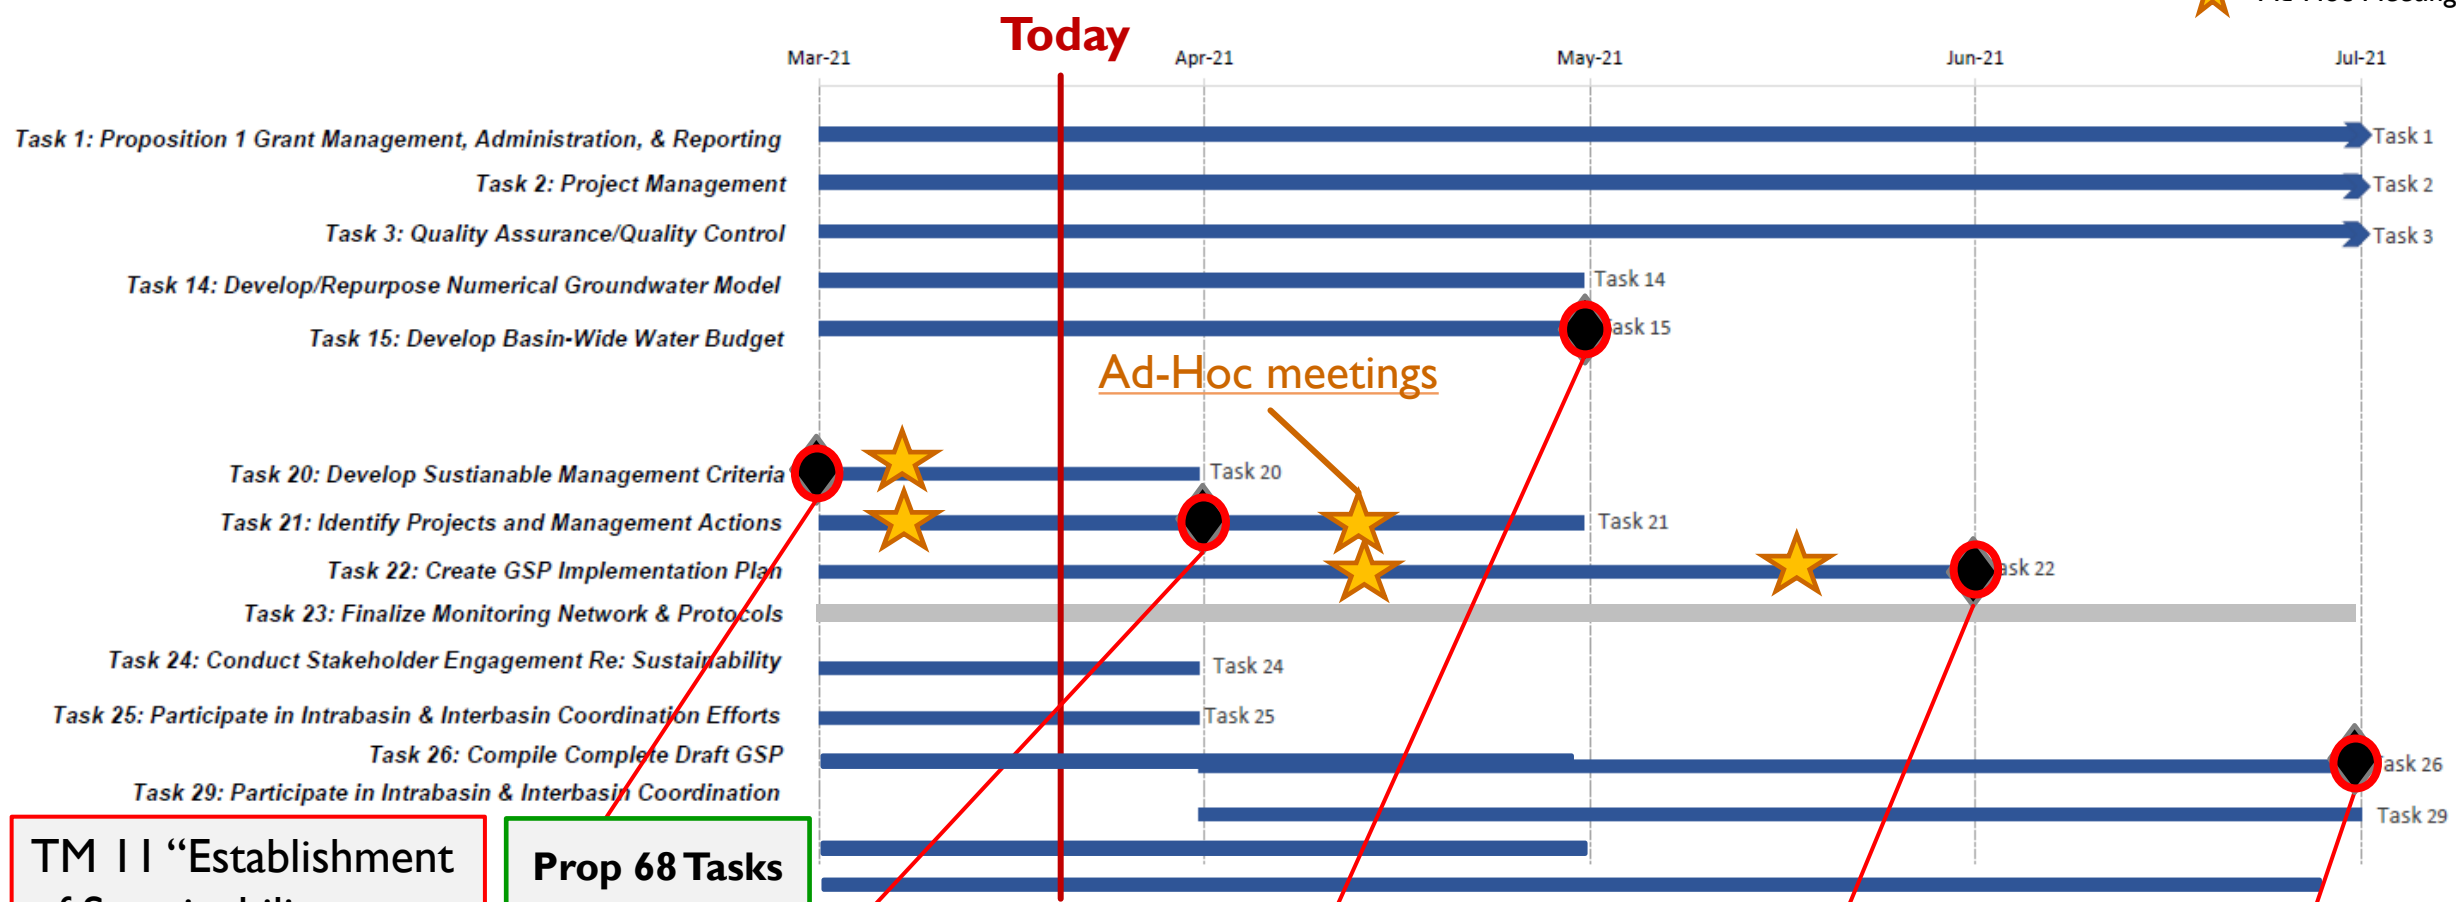 Today
Mar-21 Apr-21 May-21 Jun-21 Jul-21
Task 1: Proposition 1 Grant Management, Administration, & Reporting Task 1
Task 2: Project Management Task 2
Task 3: Quality Assurance/Quality Control Task 3
Task 14: Develop/Repurpose Numerical Groundwater Model Task 14
Task 15: Develop Basin-Wide Water Budget ask 15
Ad-Hoc meetings
Task 20: Develop Sustianable Management Criteria Task 20
Task 21: Identify Projects and Management Actions Task 21
Task 22: Create GSP Implementation Plan ask 22
Task 23: Finalize Monitoring Network & Protocols
Task 24: Conduct Stakeholder Engagement Re: Sustainability Task 24
Task 25: Participate in Intrabasin & Interbasin Coordination Efforts Task 25
Task 26: Compile Complete Draft GSP ask 26
Task 29: Participate in Intrabasin & Interbasin Coordination Task 29
TM 11 “Establishment
Prop 68 Tasks